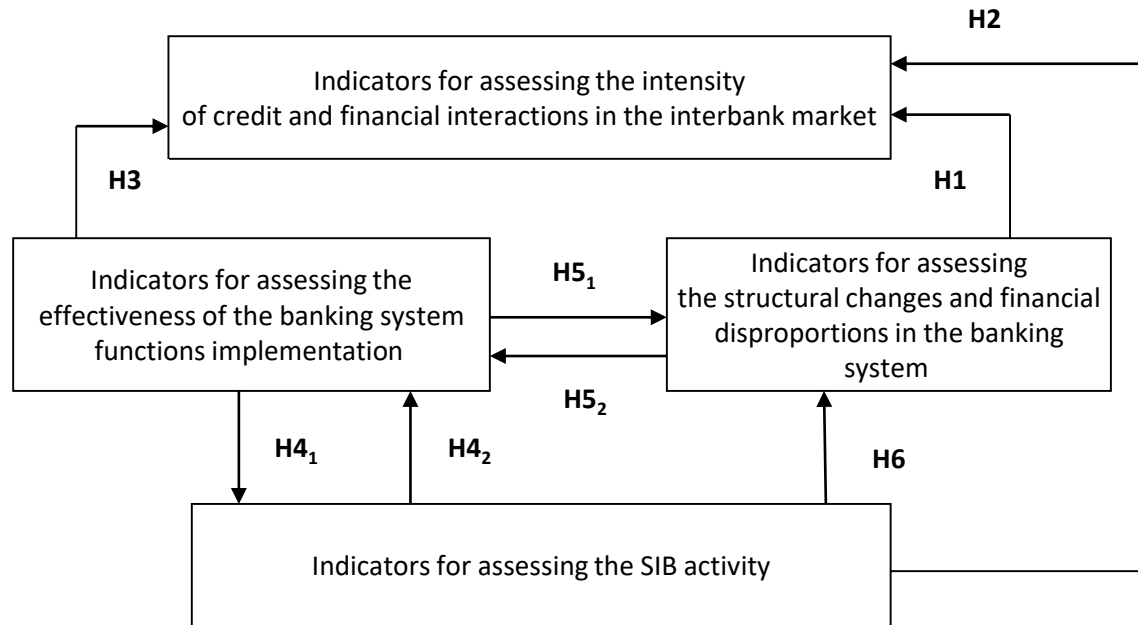 H2
Indicators for assessing the intensity
of credit and financial interactions in the interbank market
H3
H1
Indicators for assessing the
effectiveness of the banking system
functions implementation
H5₁
Indicators for assessing
the structural changes and financial
disproportions in the banking
system
H5₂
H4₁
H4₂
H6
Indicators for assessing the SIB activity